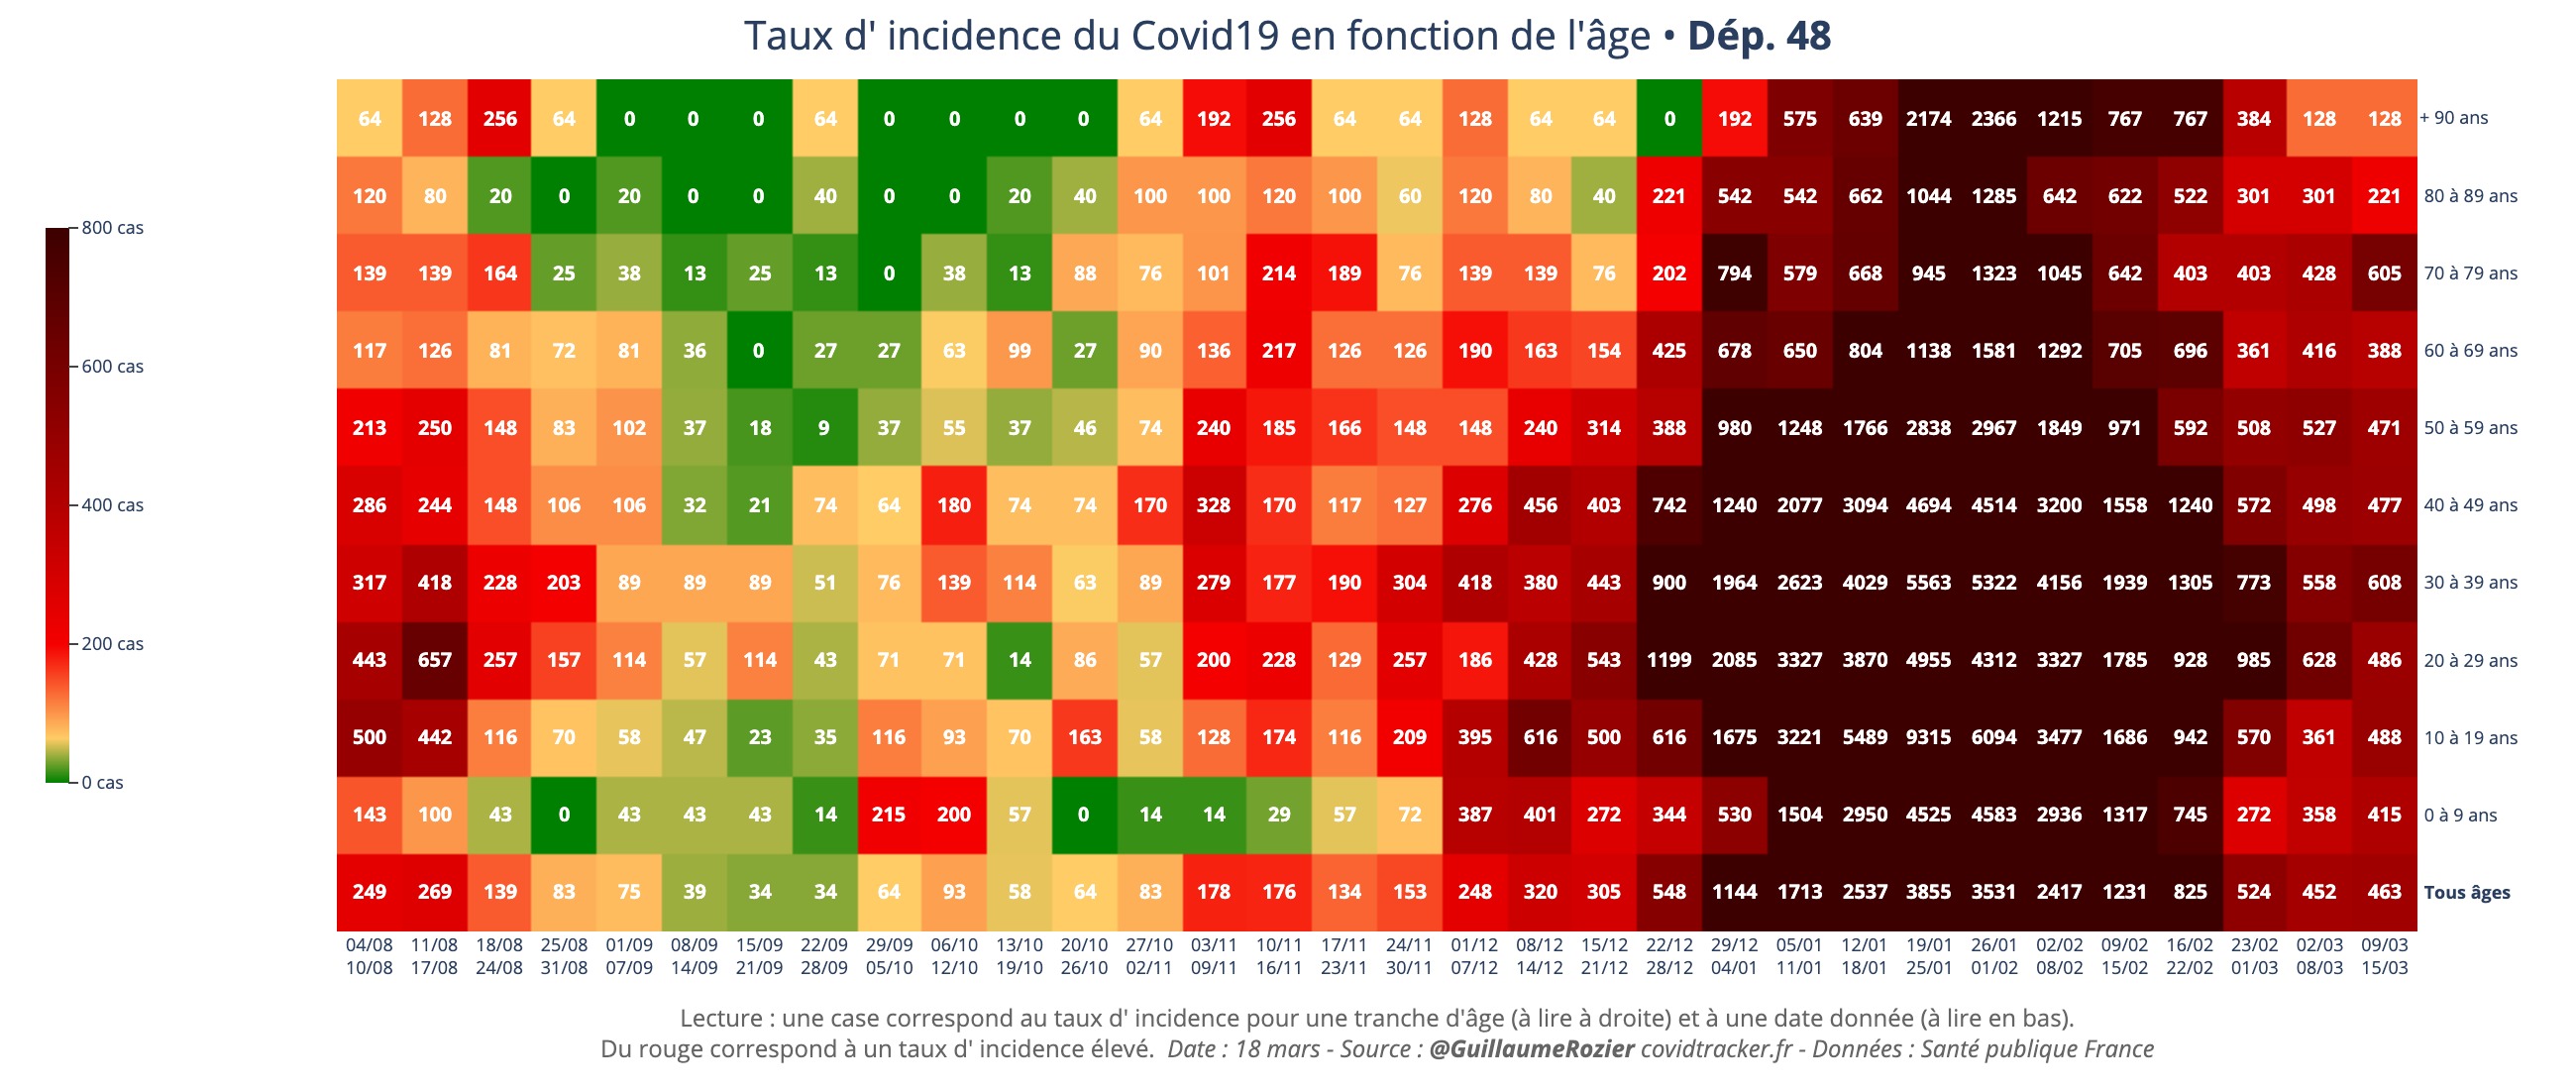 Taux d' incidence du Covid19 en fonction de l'âge • Dép. 48
64 128 256 64 0 0 0 64 0 0 0 0 64 192 256 64 64 128 64 64 0 192 575 639 2174 2366 1215 767 767 384 128 128 + 90 ans
120 80 20 0 20 0 0 40 0 0 20 40 100 100 120 100 60 120 80 40 221 542 542 662 1044 1285 642 622 522 301 301 221 80 à 89 ans
800 cas
139 139 164 25 38 13 25 13 0 38 13 88 76 101 214 189 76 139 139 76 202 794 579 668 945 1323 1045 642 403 403 428 605 70 à 79 ans
117 126 81 72 81 36 0 27 27 63 99 27 90 136 217 126 126 190 163 154 425 678 650 804 1138 1581 1292 705 696 361 416 388 60 à 69 ans
600 cas
213 250 148 83 102 37 18 9 37 55 37 46 74 240 185 166 148 148 240 314 388 980 1248 1766 2838 2967 1849 971 592 508 527 471 50 à 59 ans
400 cas
286 244 148 106 106 32 21 74 64 180 74 74 170 328 170 117 127 276 456 403 742 1240 2077 3094 4694 4514 3200 1558 1240 572 498 477 40 à 49 ans
317 418 228 203 89 89 89 51 76 139 114 63 89 279 177 190 304 418 380 443 900 1964 2623 4029 5563 5322 4156 1939 1305 773 558 608 30 à 39 ans
200 cas
443 657 257 157 114 57 114 43 71 71 14 86 57 200 228 129 257 186 428 543 1199 2085 3327 3870 4955 4312 3327 1785 928 985 628 486 20 à 29 ans
500 442 116 70 58 47 23 35 116 93 70 163 58 128 174 116 209 395 616 500 616 1675 3221 5489 9315 6094 3477 1686 942 570 361 488 10 à 19 ans
0 cas
143 100 43 0 43 43 43 14 215 200 57 0 14 14 29 57 72 387 401 272 344 530 1504 2950 4525 4583 2936 1317 745 272 358 415 0 à 9 ans
249 269 139 83 75 39 34 34 64 93 58 64 83 178 176 134 153 248 320 305 548 1144 1713 2537 3855 3531 2417 1231 825 524 452 463 Tous âges
04/08 11/08 18/08 25/08 01/09 08/09 15/09 22/09 29/09 06/10 13/10 20/10 27/10 03/11 10/11 17/11 24/11 01/12 08/12 15/12 22/12 29/12 05/01 12/01 19/01 26/01 02/02 09/02 16/02 23/02 02/03 09/03
10/08 17/08 24/08 31/08 07/09 14/09 21/09 28/09 05/10 12/10 19/10 26/10 02/11 09/11 16/11 23/11 30/11 07/12 14/12 21/12 28/12 04/01 11/01 18/01 25/01 01/02 08/02 15/02 22/02 01/03 08/03 15/03
Lecture : une case correspond au taux d' incidence pour une tranche d'âge (à lire à droite) et à une date donnée (à lire en bas).
Du rouge correspond à un taux d' incidence élevé. Date : 18 mars - Source : @GuillaumeRozier covidtracker.fr - Données : Santé publique France